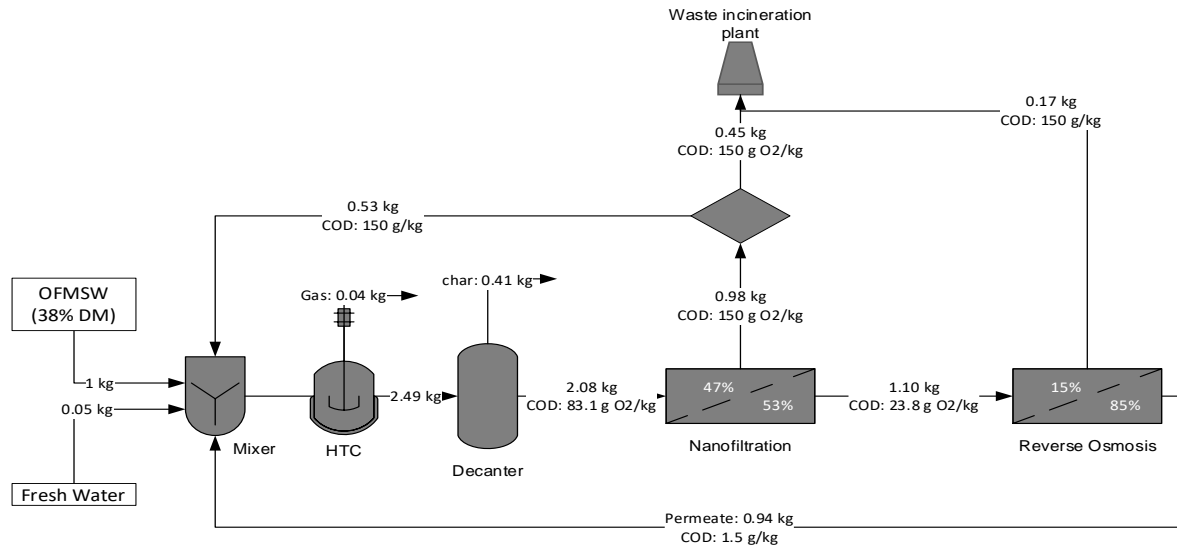 Waste incineration
plant
0.17 kg
COD: 150 g/kg
0.45 kg
COD: 150 g O2/kg
0.53 kg
COD: 150 g/kg
OFMSW
(38% DM)
Gas: 0.04 kg
char: 0.41 kg
0.98 kg
COD: 150 g O2/kg
1 kg
0.05 kg
2.49 kg
2.08 kg
COD: 83.1 g O2/kg
47%
53%
1.10 kg
COD: 23.8 g O2/kg
15%
85%
Mixer
HTC
Decanter
Nanofiltration
Reverse Osmosis
Fresh Water
Permeate: 0.94 kg
COD: 1.5 g/kg